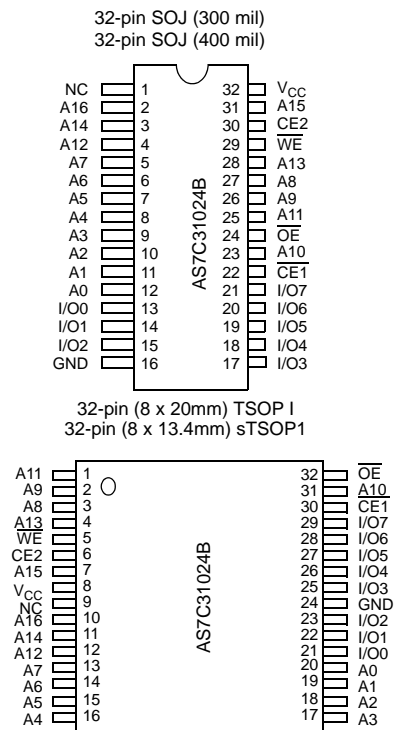 32-pin SOJ (300 mil)
32-pin SOJ (400 mil)
NC 1 32 VCC
A16 2 31 A15
A14 3 30 CE2
A12 4 29 WE
A7 5 28 A13
A6 6 27 A8
A5 7 26 A9
A4 8 25 A11
A3 9 24 OE
A2 10 23 A10
A1 11 22 CE1
A0 12 21 I/O7
I/O0 13 20 I/O6
I/O1 14 19 I/O5
I/O2 15 18 I/O4
GND 16 17 I/O3
AS7C31024B
32-pin (8 x 20mm) TSOP I
32-pin (8 x 13.4mm) sTSOP1
A11 1 32 OE
A9 2 31 A10
A8 3 30 CE1
A13 4 29 I/O7
WE 5 28 I/O6
CE2 6 27 I/O5
A15 7 26 I/O4
VCC 8 25 I/O3
NC 9 24 GND
A16 10 23 I/O2
A14 11 22 I/O1
A12 12 21 I/O0
A7 13 20 A0
A6 14 19 A1
A5 15 18 A2
A4 16 17 A3
AS7C31024B